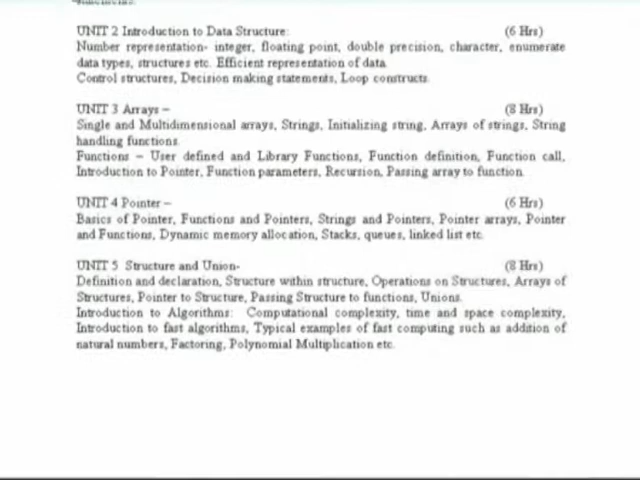 UNIT 2 Introduction to Data Structure: (6 Hrs)
Number representation- integer, floating point, double precision, character, enumerate
data types, structures etc. Efficient representation of data.
Control structures, Decision making statements, Loop constructs.
UNIT 3 Arrays – (8 Hrs)
Single and Multidimensional arrays, Strings, Initializing string, Arrays of strings, String
handling functions.
Functions – User defined and Library Functions, Function definition, Function call,
Introduction to Pointer, Function parameters, Recursion, Passing array to function.
UNIT 4 Pointer – (6 Hrs)
Basics of Pointer, Functions and Pointers, Strings and Pointers, Pointer arrays, Pointer
and Functions, Dynamic memory allocation, Stacks, queues, linked list etc.
UNIT 5 Structure and Union- (8 Hrs)
Definition and declaration, Structure within structure, Operations on Structures, Arrays of
Structures, Pointer to Structure, Passing Structure to functions, Unions.
Introduction to Algorithms: Computational complexity, time and space complexity,
Introduction to fast algorithms, Typical examples of fast computing such as addition of
natural numbers, Factoring, Polynomial Multiplication etc.